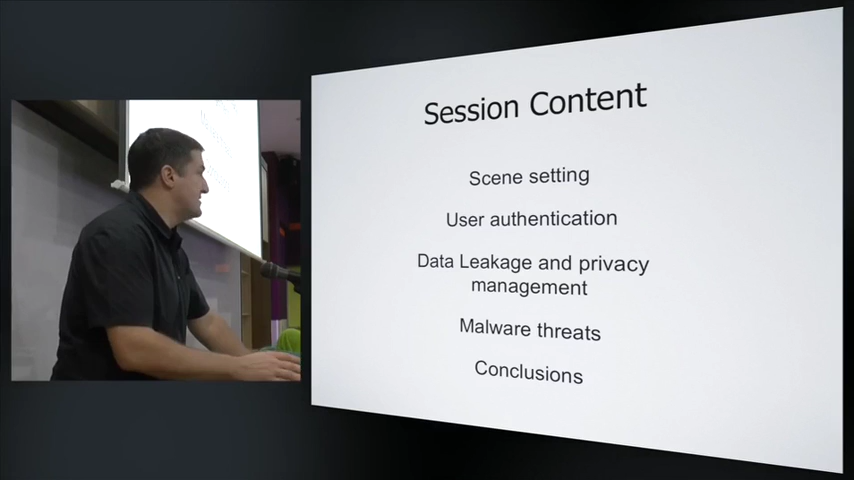 Session Content
Scene setting
User authentication
Data Leakage and privacy
management
Malware threats
Conclusions